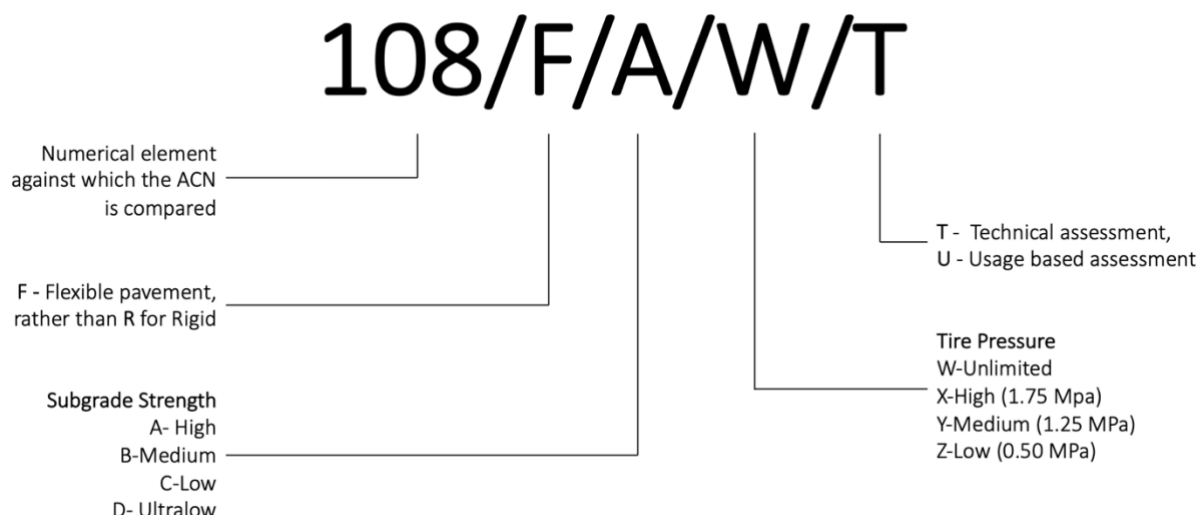 108/F/A/W/T
Numerical element
against which the ACN
is compared
F - Flexible pavement,
rather than R for Rigid
Subgrade Strength
A- High
B-Medium
C-Low
D- Ultralow
T - Technical assessment,
U - Usage based assessment
Tire Pressure
W-Unlimited
X-High (1.75 Mpa)
Y-Medium (1.25 MPa)
Z-Low (0.50 MPa)